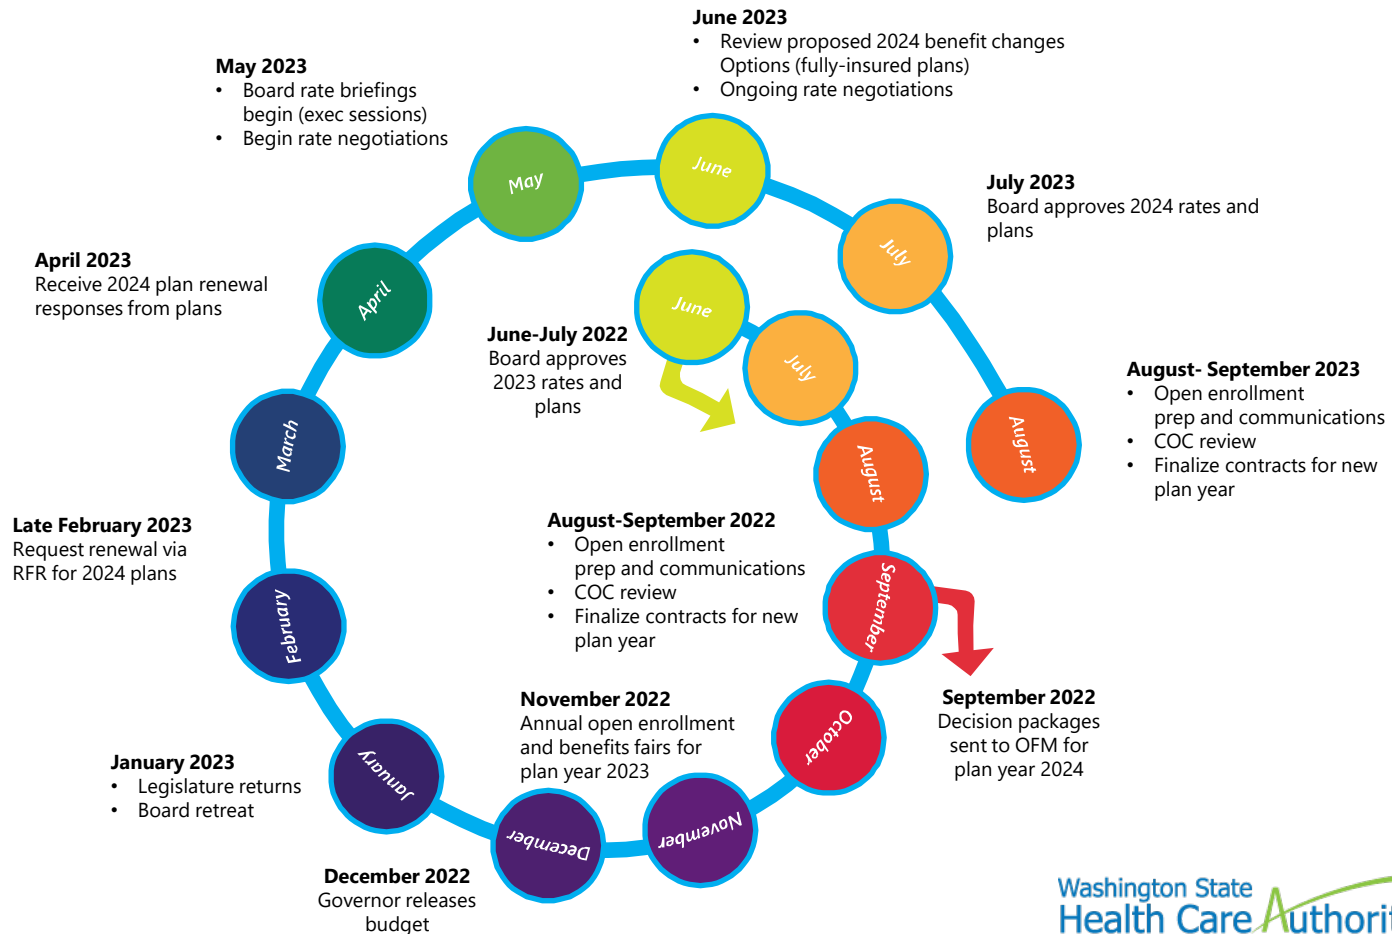 June 2023
• Review proposed 2024 benefit changes
Options (fully-insured plans)
• Ongoing rate negotiations
May 2023
• Board rate briefings
begin (exec sessions)
• Begin rate negotiations
May
June
July
July 2023
Board approves 2024 rates and
plans
April 2023
Receive 2024 plan renewal
responses from plans
April
June
June-July 2022
Board approves
2023 rates and
plans
July
August- September 2023
• Open enrollment
prep and communications
• COC review
• Finalize contracts for new
plan year
March
August
August
Late February 2023
Request renewal via
RFR for 2024 plans
August-September 2022
• Open enrollment
prep and communications
• COC review
• Finalize contracts for new
plan year
February
September
September 2022
Decision packages
sent to OFM for
plan year 2024
November 2022
Annual open enrollment
and benefits fairs for
plan year 2023
October
January 2023
• Legislature returns
• Board retreat
January
December
November
December 2022
Governor releases
budget
Washington State
Health Care Authorit